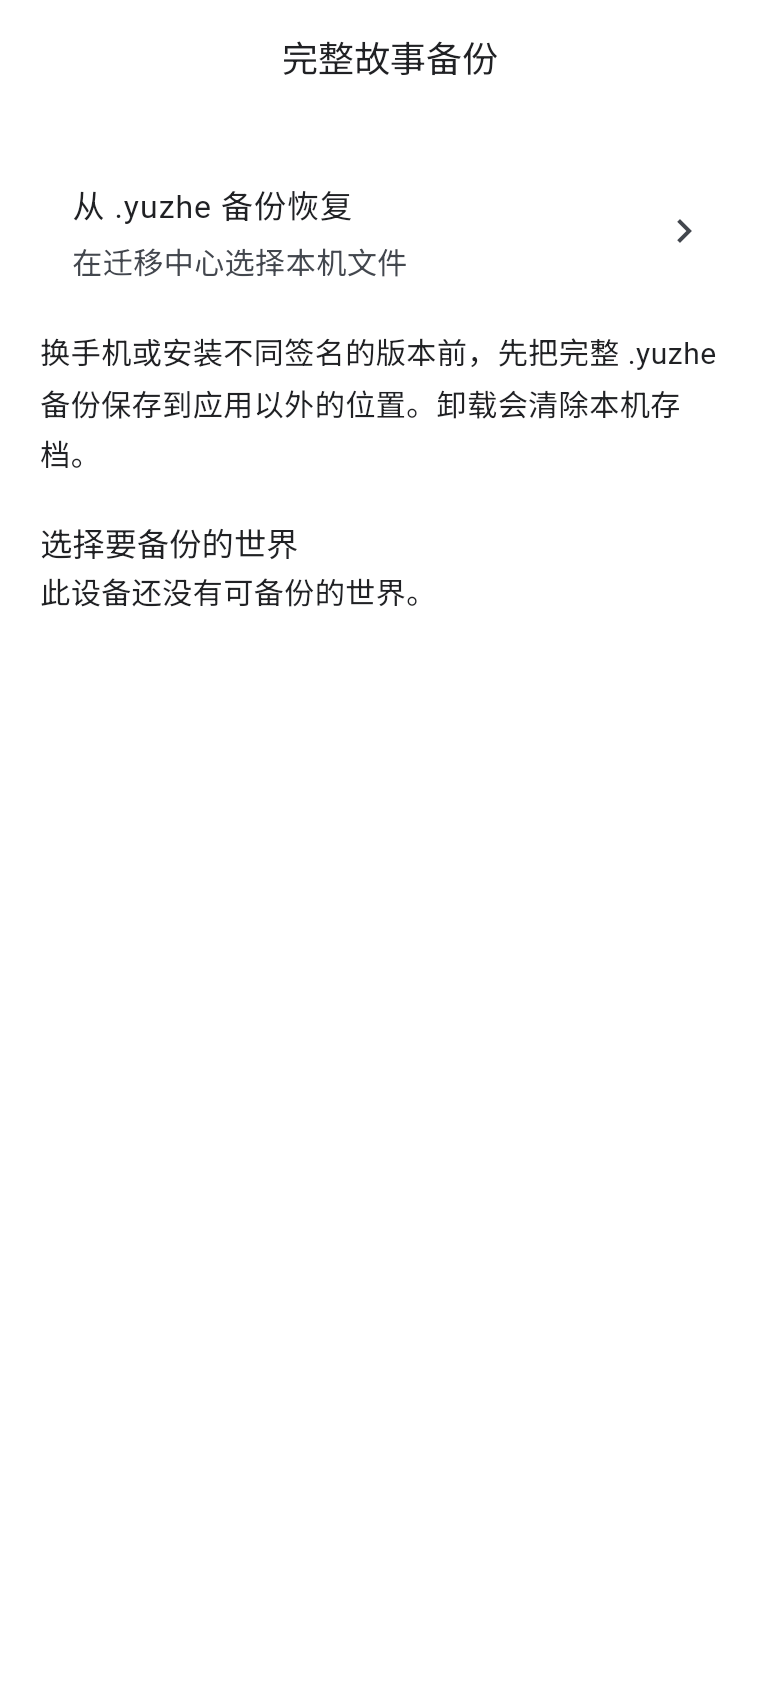 完整故事备份
从 .yuzhe 备份恢复
在迁移中心选择本机文件
换手机或安装不同签名的版本前，先把完整 .yuzhe
备份保存到应用以外的位置。卸载会清除本机存
档。
选择要备份的世界
此设备还没有可备份的世界。